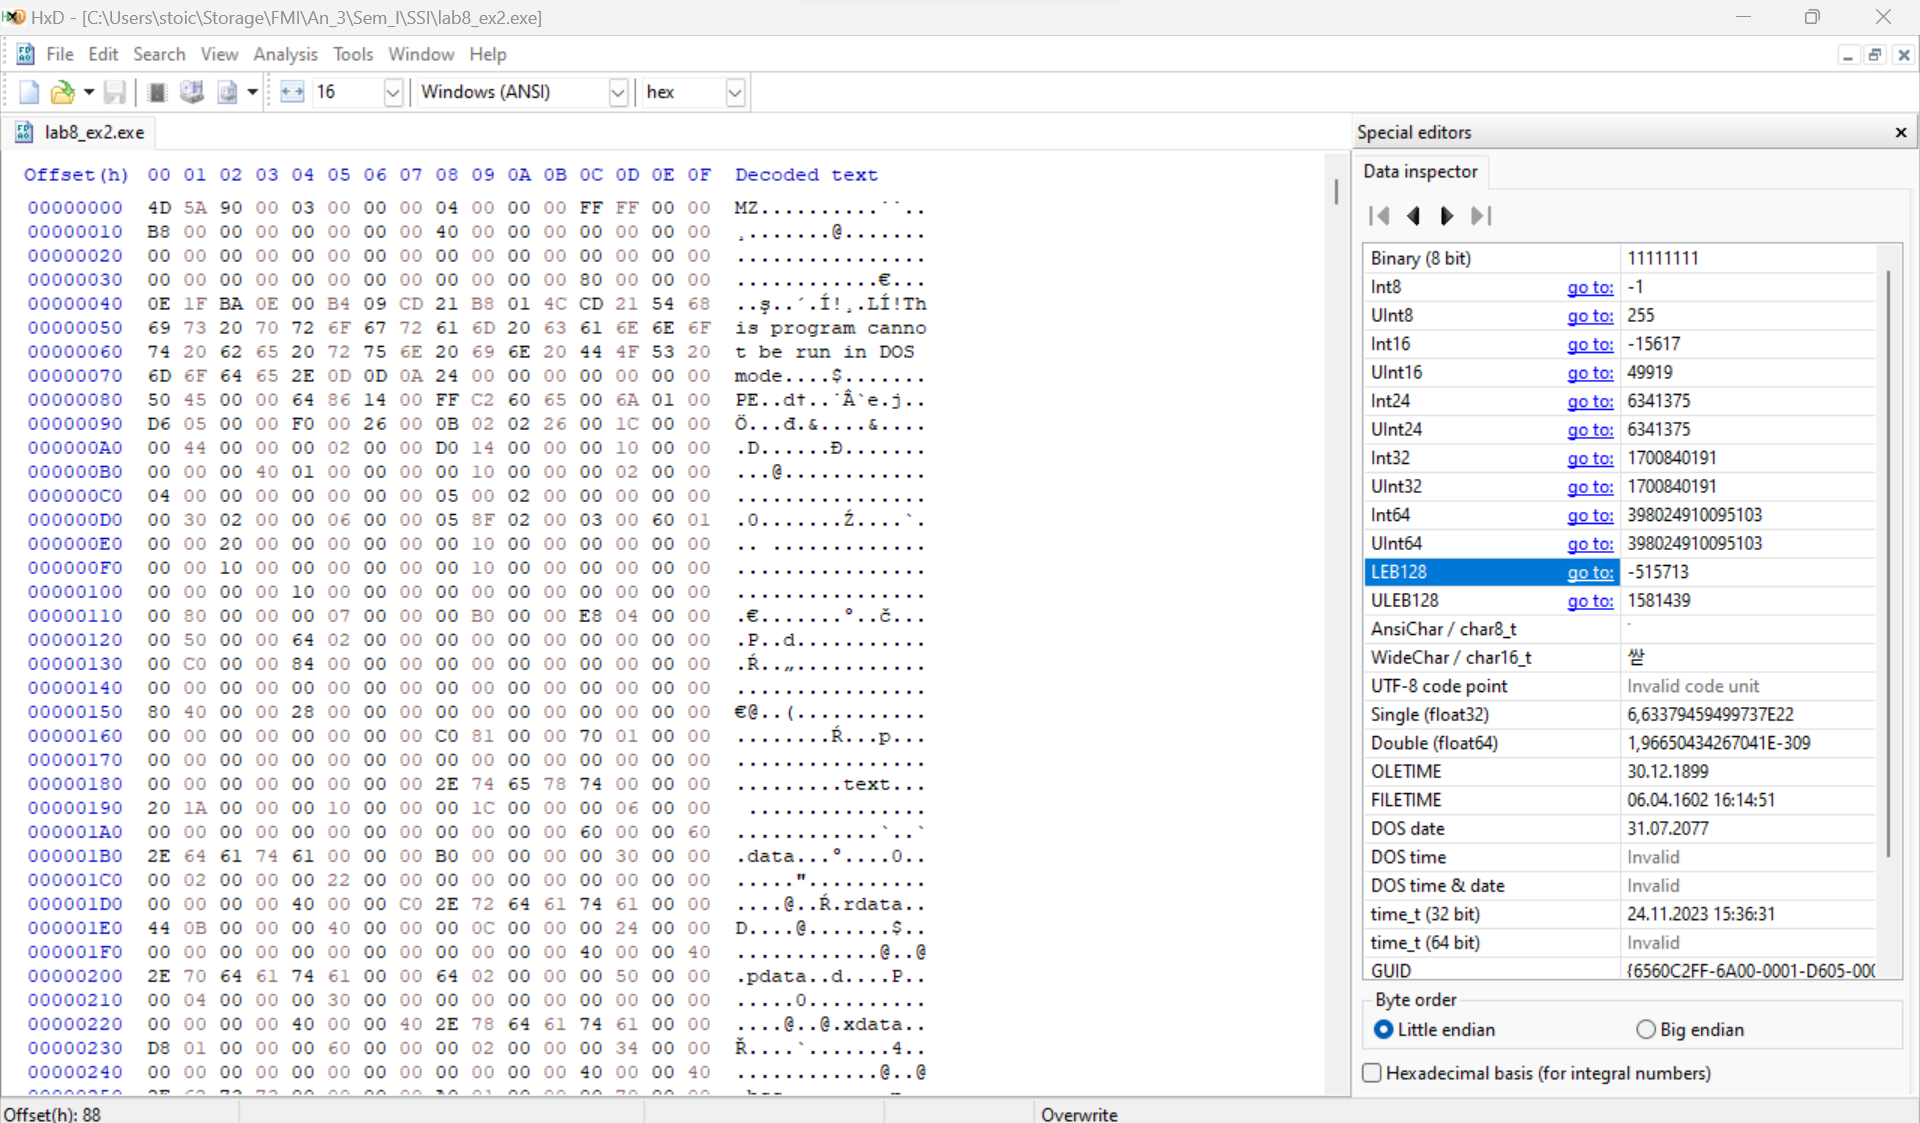 HxD - [C:\Users\stoic\Storage\FMI\An_3\Sem_I\SSI\lab8_ex2.exe]
File Edit Search View Analysis Tools Window Help
16 Windows (ANSI) hex
lab8_ex2.exe
Offset(h) 00 01 02 03 04 05 06 07 08 09 0A 0B 0C 0D 0E 0F Decoded text
00000000 4D 5A 90 00 03 00 00 00 04 00 00 00 FF FF 00 00 MZ..........˙˙..
00000010 B8 00 00 00 00 00 00 00 40 00 00 00 00 00 00 00 ¸.......@.......
00000020 00 00 00 00 00 00 00 00 00 00 00 00 00 00 00 00 ................
00000030 00 00 00 00 00 00 00 00 00 00 00 00 80 00 00 00 ............€...
00000040 0E 1F BA 0E 00 B4 09 CD 21 B8 01 4C CD 21 54 68 ..ş..´.Í!¸.LÍ!Th
00000050 69 73 20 70 72 6F 67 72 61 6D 20 63 61 6E 6E 6F is program canno
00000060 74 20 62 65 20 72 75 6E 20 69 6E 20 44 4F 53 20 t be run in DOS
00000070 6D 6F 64 65 2E 0D 0D 0A 24 00 00 00 00 00 00 00 mode....$.......
00000080 50 45 00 00 64 86 14 00 FF C2 60 65 00 6A 01 00 PE..d†..˙Â`e.j..
00000090 D6 05 00 00 F0 00 26 00 0B 02 02 26 00 1C 00 00 Ö...đ.&....&....
000000A0 00 44 00 00 00 02 00 00 D0 14 00 00 00 10 00 00 .D......Đ.......
000000B0 00 00 00 40 01 00 00 00 00 10 00 00 00 02 00 00 ...@............
000000C0 04 00 00 00 00 00 00 00 05 00 02 00 00 00 00 00 ................
000000D0 00 30 02 00 00 06 00 00 05 8F 02 00 03 00 60 01 .0.......Ź....`.
000000E0 00 00 20 00 00 00 00 00 00 10 00 00 00 00 00 00 .. .............
000000F0 00 00 10 00 00 00 00 00 00 10 00 00 00 00 00 00 ................
00000100 00 00 00 00 10 00 00 00 00 00 00 00 00 00 00 00 ................
00000110 00 80 00 00 00 07 00 00 00 B0 00 00 E8 04 00 00 .€.......°..č...
00000120 00 50 00 00 64 02 00 00 00 00 00 00 00 00 00 00 .P..d...........
00000130 00 C0 00 00 84 00 00 00 00 00 00 00 00 00 00 00 .Ŕ..„...........
00000140 00 00 00 00 00 00 00 00 00 00 00 00 00 00 00 00 ................
00000150 80 40 00 00 28 00 00 00 00 00 00 00 00 00 00 00 €@..(...........
00000160 00 00 00 00 00 00 00 00 C0 81 00 00 70 01 00 00 ........Ŕ...p...
00000170 00 00 00 00 00 00 00 00 00 00 00 00 00 00 00 00 ................
00000180 00 00 00 00 00 00 00 00 2E 74 65 78 74 00 00 00 .........text...
00000190 20 1A 00 00 00 10 00 00 00 1C 00 00 00 06 00 00  ...............
000001A0 00 00 00 00 00 00 00 00 00 00 00 00 60 00 00 60 ............`..`
000001B0 2E 64 61 74 61 00 00 00 B0 00 00 00 00 30 00 00 .data...°....0..
000001C0 00 02 00 00 00 22 00 00 00 00 00 00 00 00 00 00 ....."..........
000001D0 00 00 00 00 40 00 00 C0 2E 72 64 61 74 61 00 00 ....@..Ŕ.rdata..
000001E0 44 0B 00 00 00 40 00 00 00 0C 00 00 00 24 00 00 D....@.......$..
000001F0 00 00 00 00 00 00 00 00 00 00 00 00 40 00 00 40 ............@..@
00000200 2E 70 64 61 74 61 00 00 64 02 00 00 00 50 00 00 .pdata..d....P..
00000210 00 04 00 00 00 30 00 00 00 00 00 00 00 00 00 00 .....0..........
00000220 00 00 00 00 40 00 00 40 2E 78 64 61 74 61 00 00 ....@..@.xdata..
00000230 D8 01 00 00 00 60 00 00 00 02 00 00 00 34 00 00 Ř....`.......4..
00000240 00 00 00 00 00 00 00 00 00 00 00 00 40 00 00 40 ............@..@
Offset(h): 88 Overwrite
Special editors
Data inspector
Binary (8 bit) 11111111
Int8 go to: -1
UInt8 go to: 255
Int16 go to: -15617
UInt16 go to: 49919
Int24 go to: 6341375
UInt24 go to: 6341375
Int32 go to: 1700840191
UInt32 go to: 1700840191
Int64 go to: 398024910095103
UInt64 go to: 398024910095103
LEB128 go to: -515713
ULEB128 go to: 1581439
AnsiChar / char8_t ˙
WideChar / char16_t 싿
UTF-8 code point Invalid code unit
Single (float32) 6,63379459499737E22
Double (float64) 1,96650434267041E-309
OLETIME 30.12.1899
FILETIME 06.04.1602 16:14:51
DOS date 31.07.2077
DOS time Invalid
DOS time & date Invalid
time_t (32 bit) 24.11.2023 15:36:31
time_t (64 bit) Invalid
GUID {6560C2FF-6A00-0001-D605-00
Byte order
Little endian Big endian
Hexadecimal basis (for integral numbers)